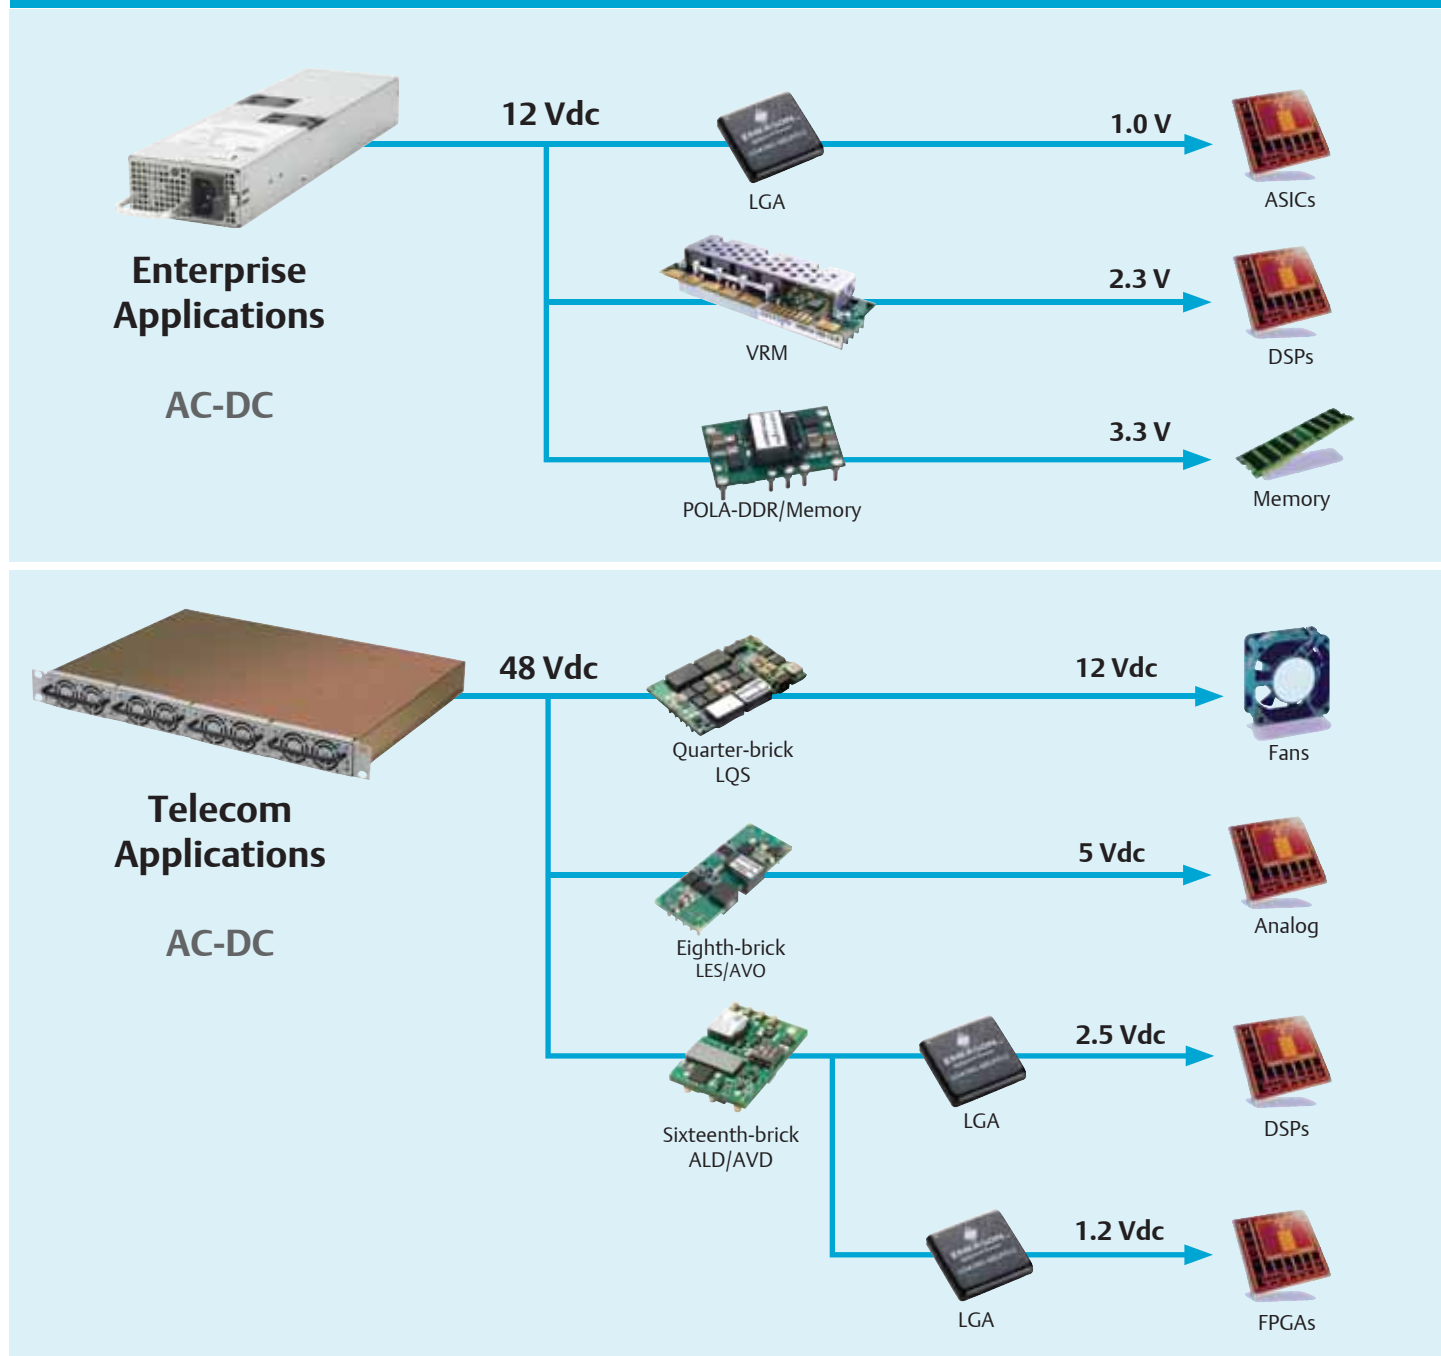 12 Vdc
1.0 V
LGA
ASICs
Enterprise
Applications
2.3 V
VRM
DSPs
AC-DC
3.3 V
POLA-DDR/Memory
Memory
48 Vdc
12 Vdc
Quarter-brick
LQS
Fans
Telecom
Applications
5 Vdc
Eighth-brick
LES/AVO
Analog
AC-DC
2.5 Vdc
LGA
DSPs
Sixteenth-brick
ALD/AVD
1.2 Vdc
LGA
FPGAs